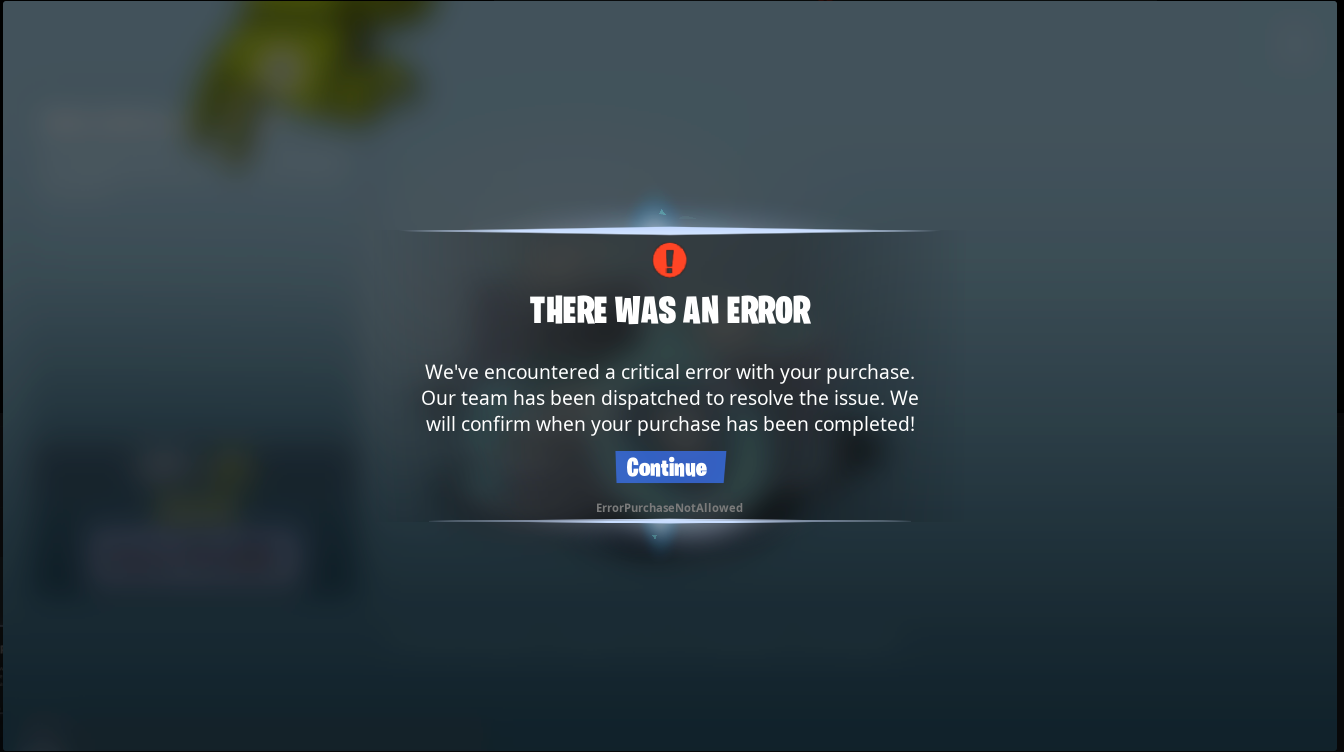 THERE WAS AN ERROR
We've encountered a critical error with your purchase.
Our team has been dispatched to resolve the issue. We
will confirm when your purchase has been completed!
Continue
ErrorPurchaseNotAllowed